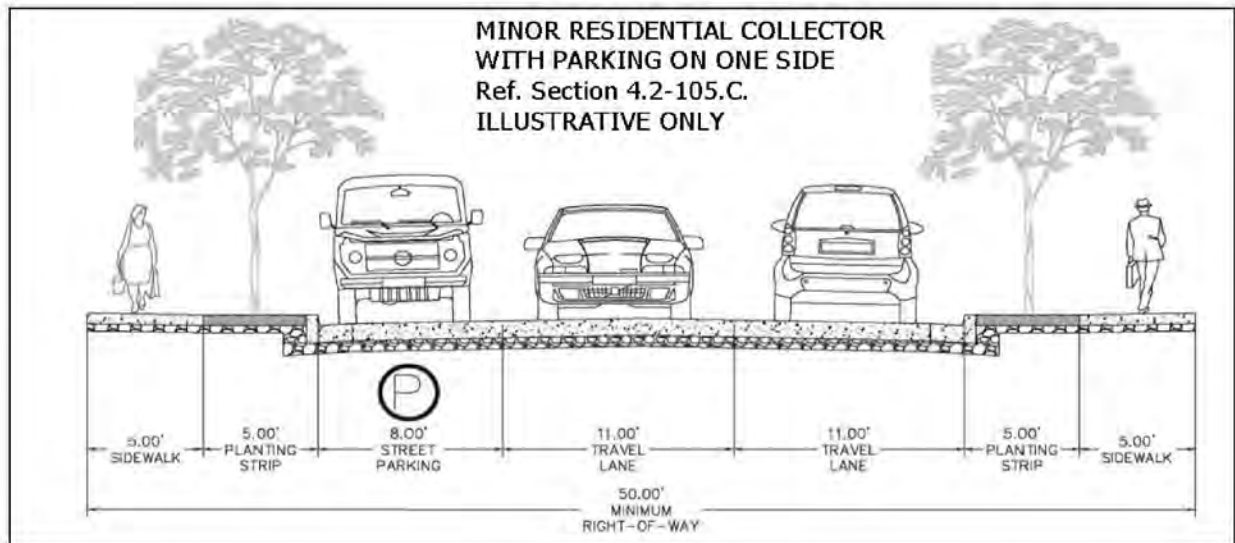 MINOR RESIDENTIAL COLLECTOR
WITH PARKING ON ONE SIDE
Ref. Section 4.2-105.C.
ILLUSTRATIVE ONLY
P
5.00'
SIDEWALK
5.00'
PLANTING
STRIP
8.00'
STREET
PARKING
11.00'
TRAVEL
LANE
11.00'
TRAVEL
LANE
5.00'
PLANTING
STRIP
5.00'
SIDEWALK
50.00'
MINIMUM
RIGHT-OF-WAY